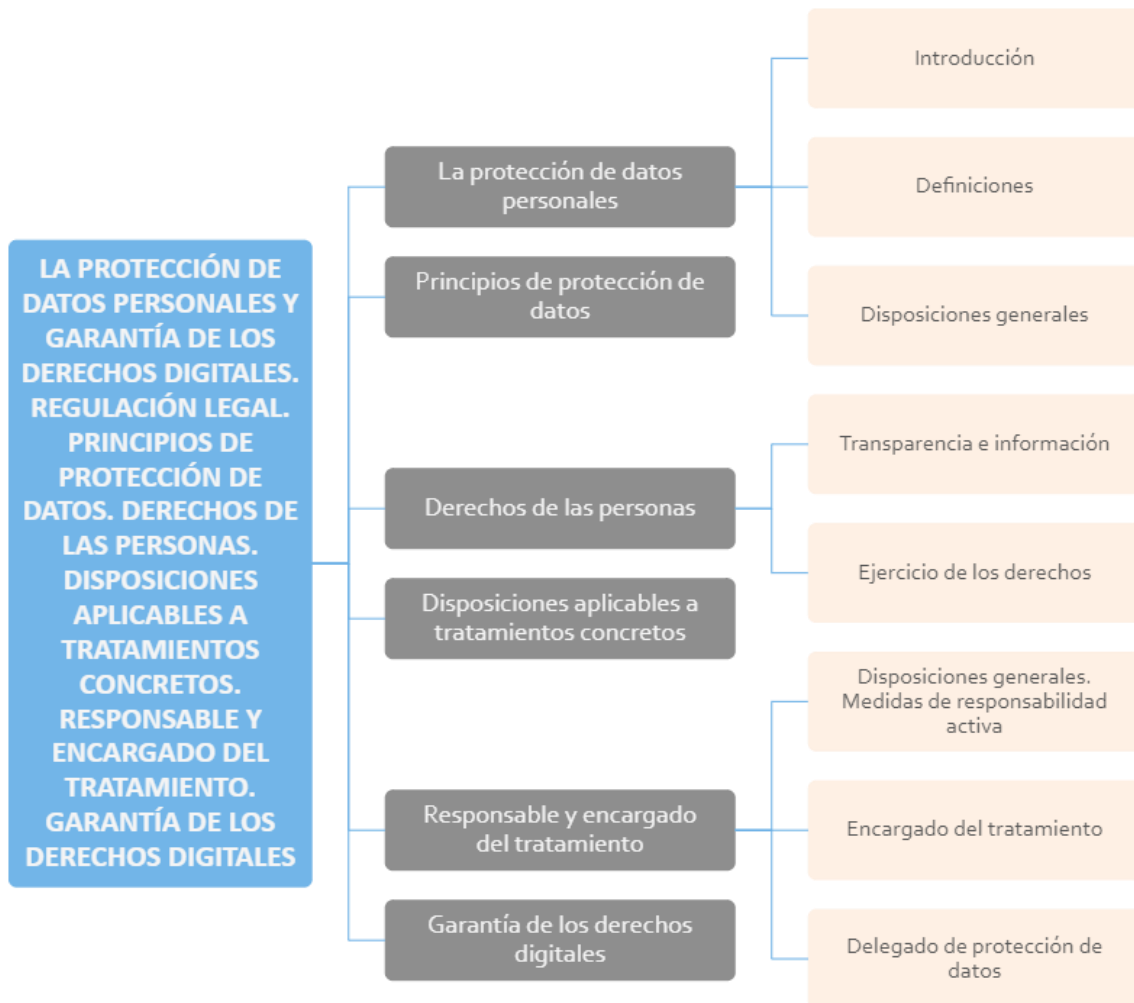 LA PROTECCIÓN DE
DATOS PERSONALES Y
GARANTÍA DE LOS
DERECHOS DIGITALES.
REGULACIÓN LEGAL.
PRINCIPIOS DE
PROTECCIÓN DE
DATOS. DERECHOS DE
LAS PERSONAS.
DISPOSICIONES
APLICABLES A
TRATAMIENTOS
CONCRETOS.
RESPONSABLE Y
ENCARGADO DEL
TRATAMIENTO.
GARANTÍA DE LOS
DERECHOS DIGITALES
La protección de datos
personales
Introducción
Definiciones
Disposiciones generales
Principios de protección de
datos
Derechos de las personas
Transparencia e información
Ejercicio de los derechos
Disposiciones aplicables a
tratamientos concretos
Responsable y encargado
del tratamiento
Disposiciones generales.
Medidas de responsabilidad
activa
Encargado del tratamiento
Delegado de protección de
datos
Garantía de los derechos
digitales